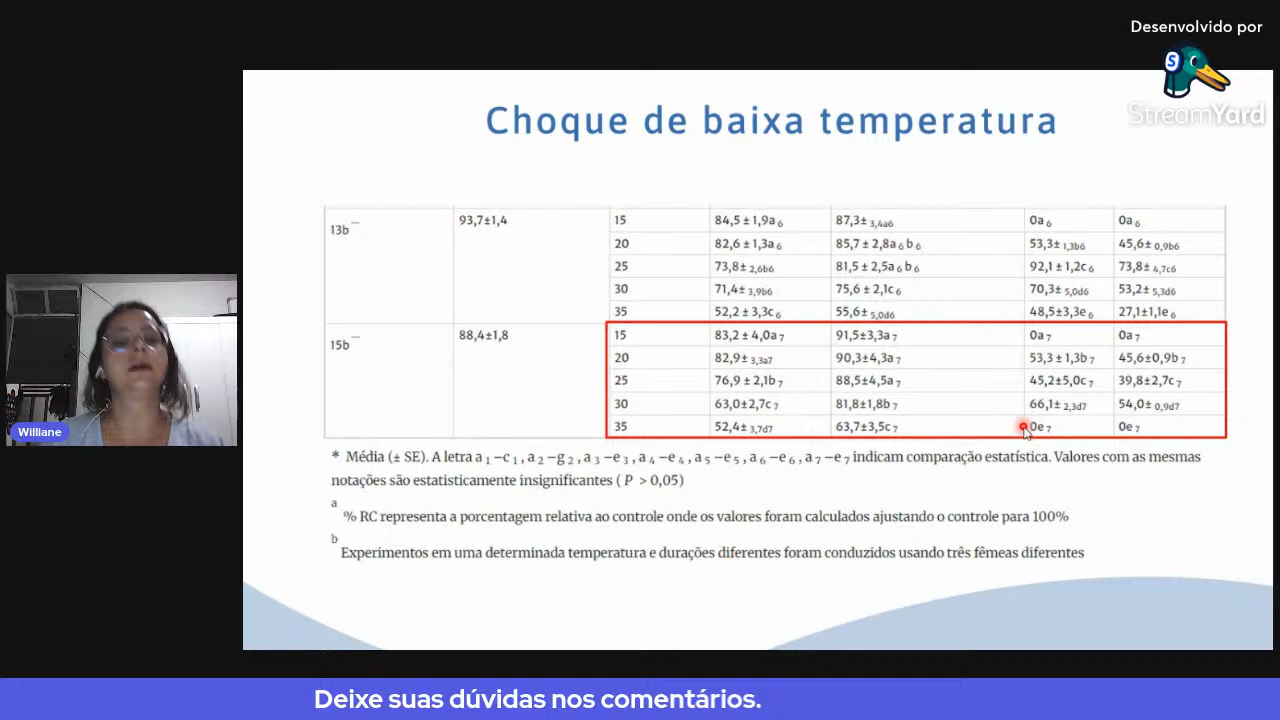 Desenvolvido por
S
StreamYard
Choque de baixa temperatura
13b — 93,7±1,4 15 84,5 ± 1,9a 6 87,3± 3,4a6 0a 6 0a 6
20 82,6 ± 1,3a 6 85,7 ± 2,8a 6 b 6 53,3± 1,3b6 45,6± 0,9b6
25 73,8± 2,6b6 81,5 ± 2,5a 6 b 6 92,1 ± 1,2c 6 73,8± 4,7c6
30 71,4± 3,9b6 75,6 ± 2,1c 6 70,3± 5,0d6 53,2± 5,3d6
35 52,2 ± 3,3c 6 55,6± 5,0d6 48,5±3,3e 6 27,1±1,1e 6
15b — 88,4±1,8 15 83,2 ± 4,0a 7 91,5±3,3a 7 0a 7 0a 7
20 82,9± 3,3a7 90,3±4,3a 7 53,3 ± 1,3b 7 45,6±0,9b 7
25 76,9 ± 2,1b 7 88,5±4,5a 7 45,2±5,0c 7 39,8±2,7c 7
30 63,0±2,7c 7 81,8±1,8b 7 66,1± 2,3d7 54,0± 0,9d7
35 52,4± 3,7d7 63,7±3,5c 7 0e 7 0e 7
* Média (± SE). A letra a 1 –c 1 , a 2 –g 2 , a 3 –e 3 , a 4 –e 4 , a 5 –e 5 , a 6 –e 6 , a 7 –e 7 indicam comparação estatística. Valores com as mesmas
notações são estatisticamente insignificantes ( P > 0,05)
a % RC representa a porcentagem relativa ao controle onde os valores foram calculados ajustando o controle para 100%
b Experimentos em uma determinada temperatura e durações diferentes foram conduzidos usando três fêmeas diferentes
Williane
Deixe suas dúvidas nos comentários.